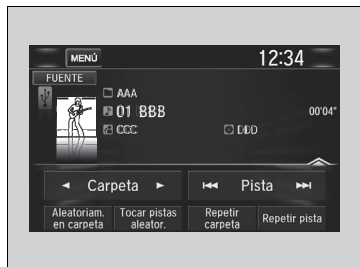 MENÚ
12:34
FUENTE
AAA
01 BBB
00'04"
CCC
DDD
◄ Carpeta ►
⏮ Pista ⏭
Aleatoriam. en carpeta
Tocar pistas aleator.
Repetir carpeta
Repetir pista